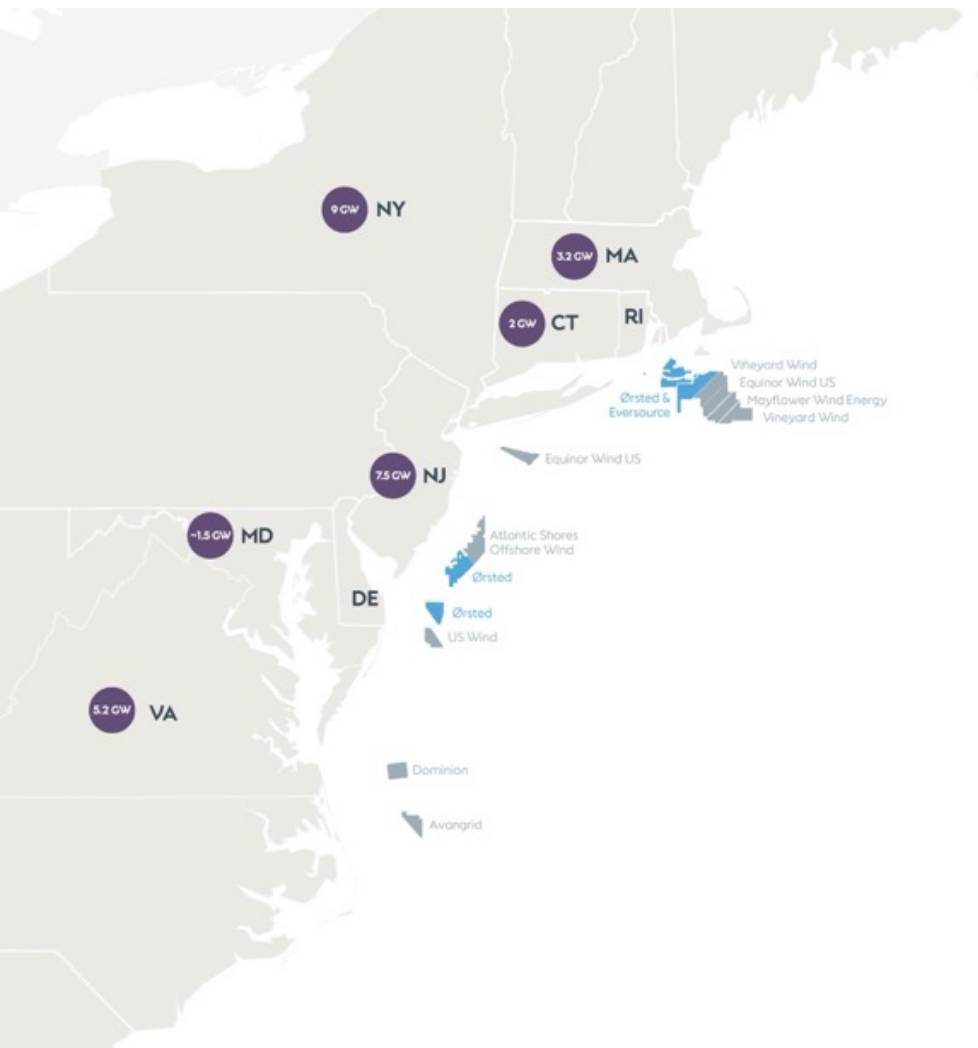 9 GW NY
3.2 GW MA
2 GW CT
RI
Vineyard Wind
Equinor Wind US
Mayflower Wind Energy
Vineyard Wind
Ørsted &
Eversource
Equinor Wind US
7.5 GW NJ
~1.5 GW MD
Atlantic Shores
Offshore Wind
Ørsted
DE
Ørsted
US Wind
5.2 GW VA
Dominion
Avangrid